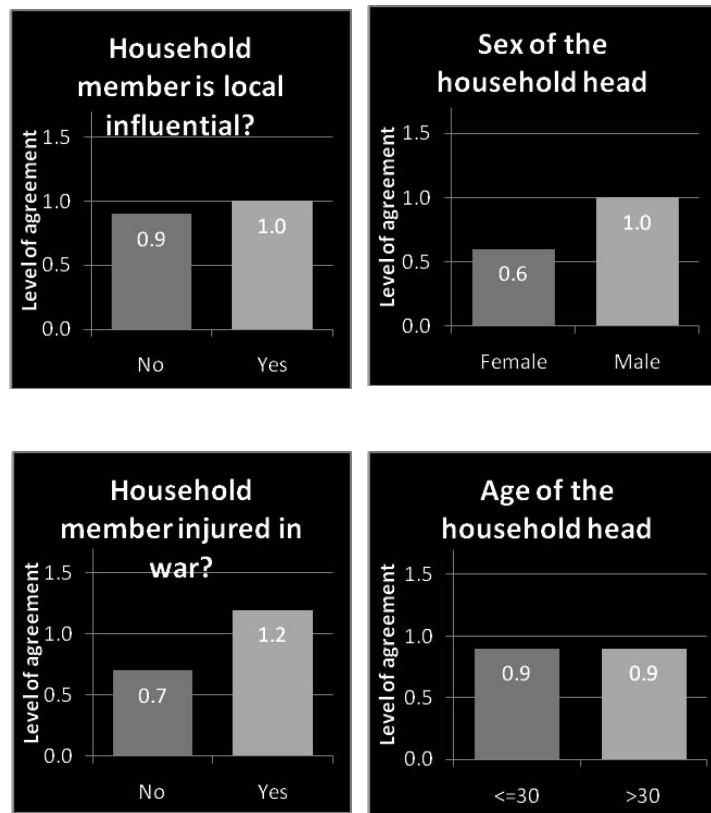 Household
member is local
influential?
Level of agreement
1.5
1.0
0.5
0.0
0.9
1.0
No
Yes
Sex of the
household head
Level of agreement
1.5
1.0
0.5
0.0
0.6
1.0
Female
Male
Household
member injured in
war?
Level of agreement
1.5
1.0
0.5
0.0
0.7
1.2
No
Yes
Age of the
household head
Level of agreement
1.5
1.0
0.5
0.0
0.9
0.9
<=30
>30